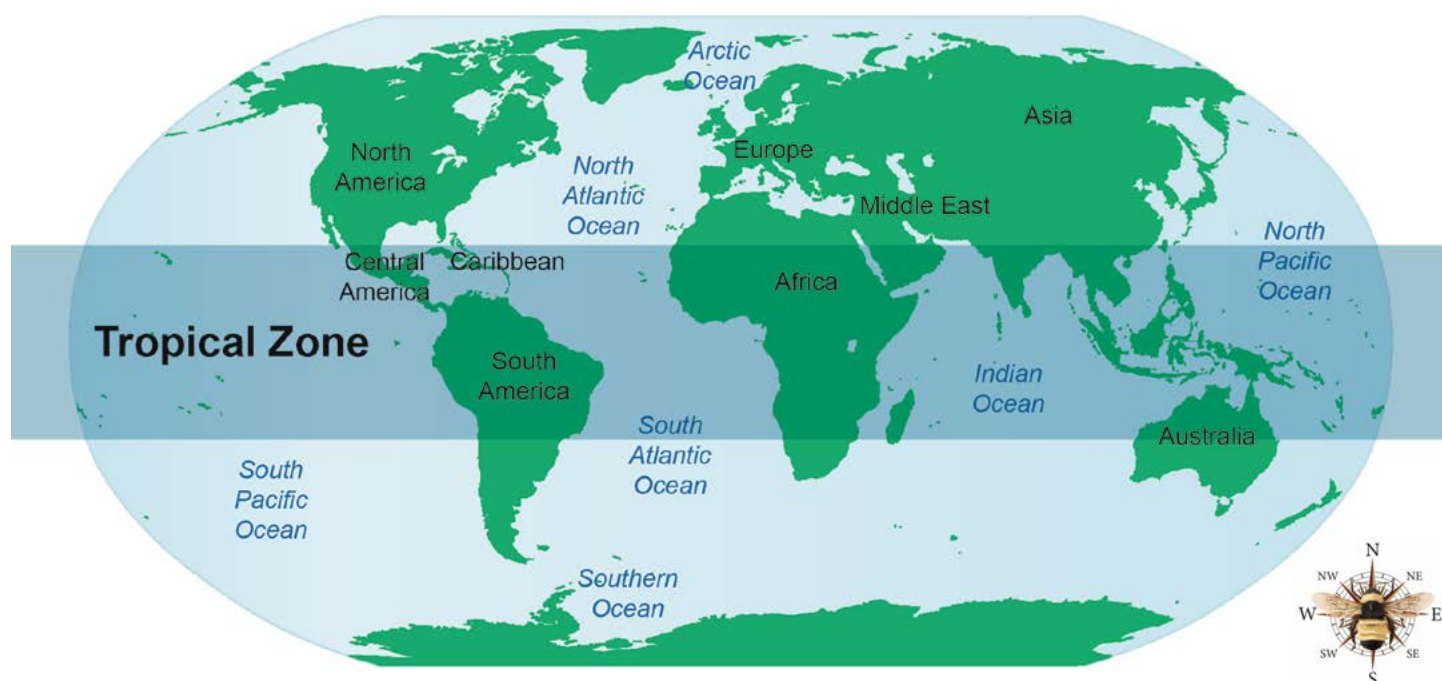 Arctic
Ocean
Asia
North
America
Europe
North
Atlantic
Ocean
Middle East
North
Pacific
Ocean
Central
America
Caribbean
Africa
Tropical Zone
South
America
Indian
Ocean
South
Atlantic
Ocean
Australia
South
Pacific
Ocean
Southern
Ocean
N
NW
NE
W
E
SW
SE
S